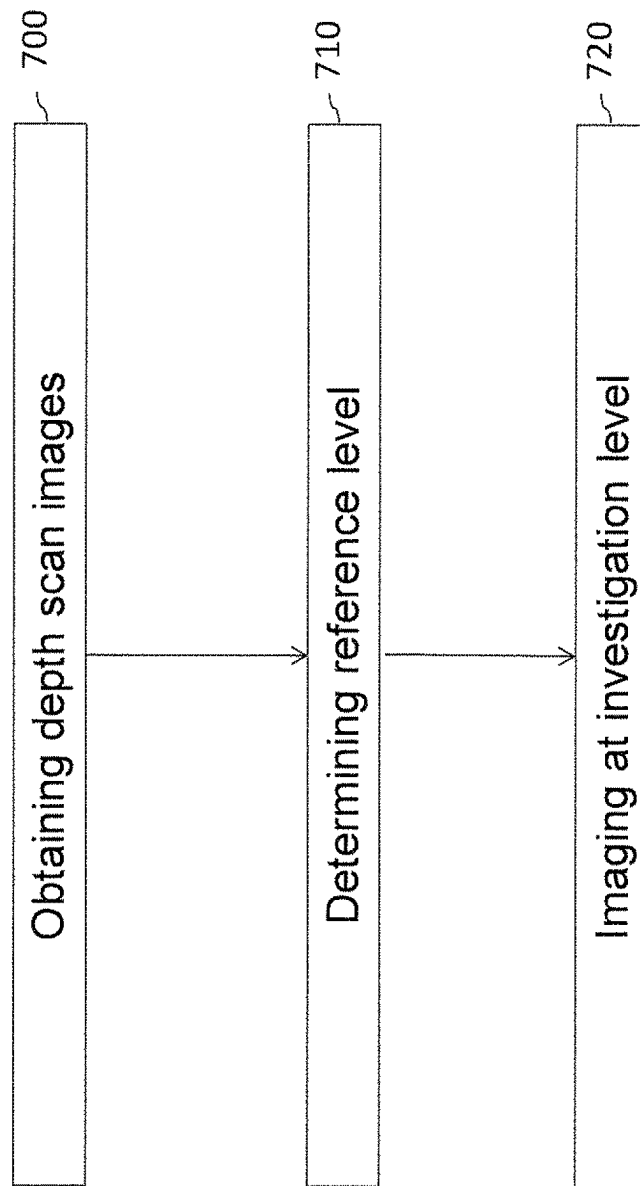 Obtaining depth scan images
700
Determining reference level
710
Imaging at investigation level
720